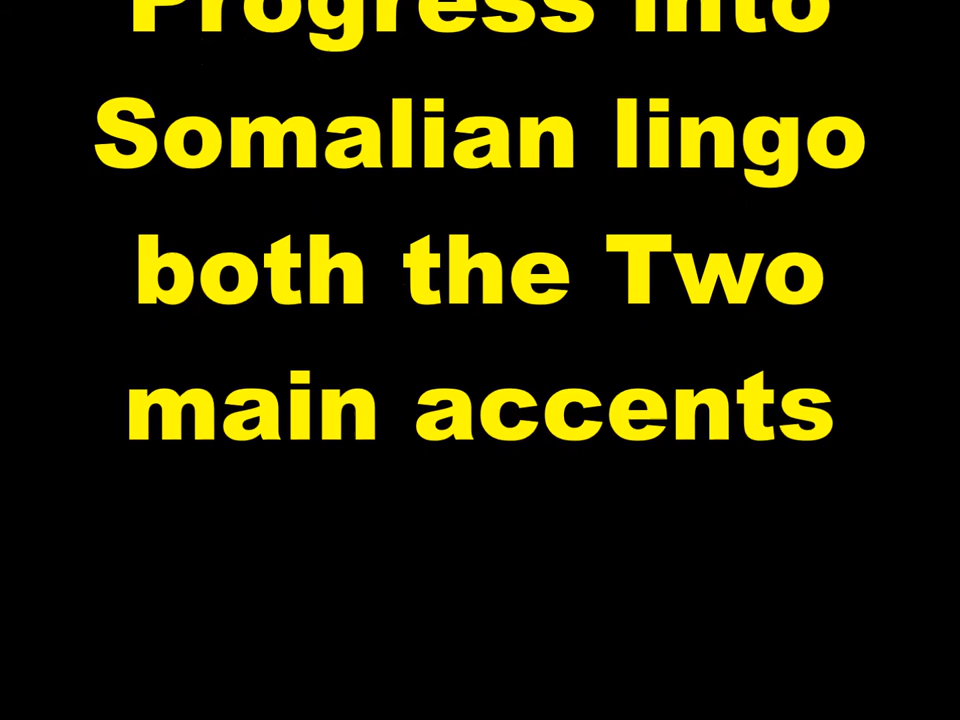 Progress into
Somalian lingo
both the Two
main accents